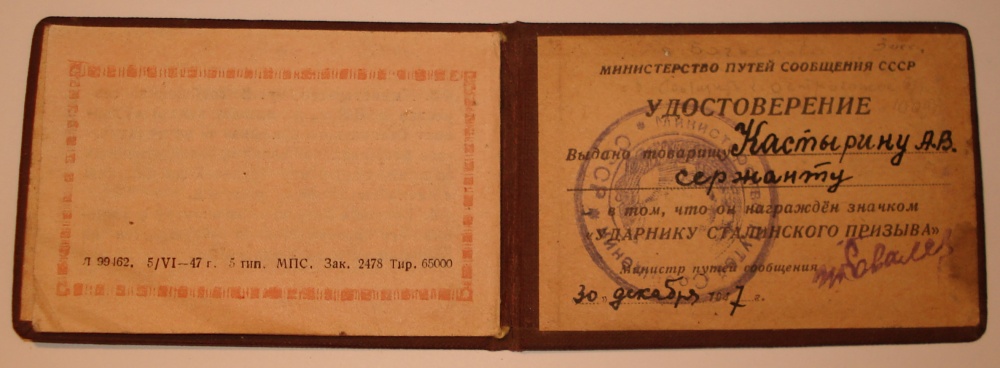 Л 99462. 5/VI—47 г. 5 тип. МПС. Зак. 2478 Тир. 65000
МИНИСТЕРСТВО ПУТЕЙ СООБЩЕНИЯ СССР
УДОСТОВЕРЕНИЕ
Выдано товарищу Кастырину А.В.
сержанту
в том, что он награждён значком
«УДАРНИКУ СТАЛИНСКОГО ПРИЗЫВА»
Министр путей сообщения
30 декабря 1947 г.